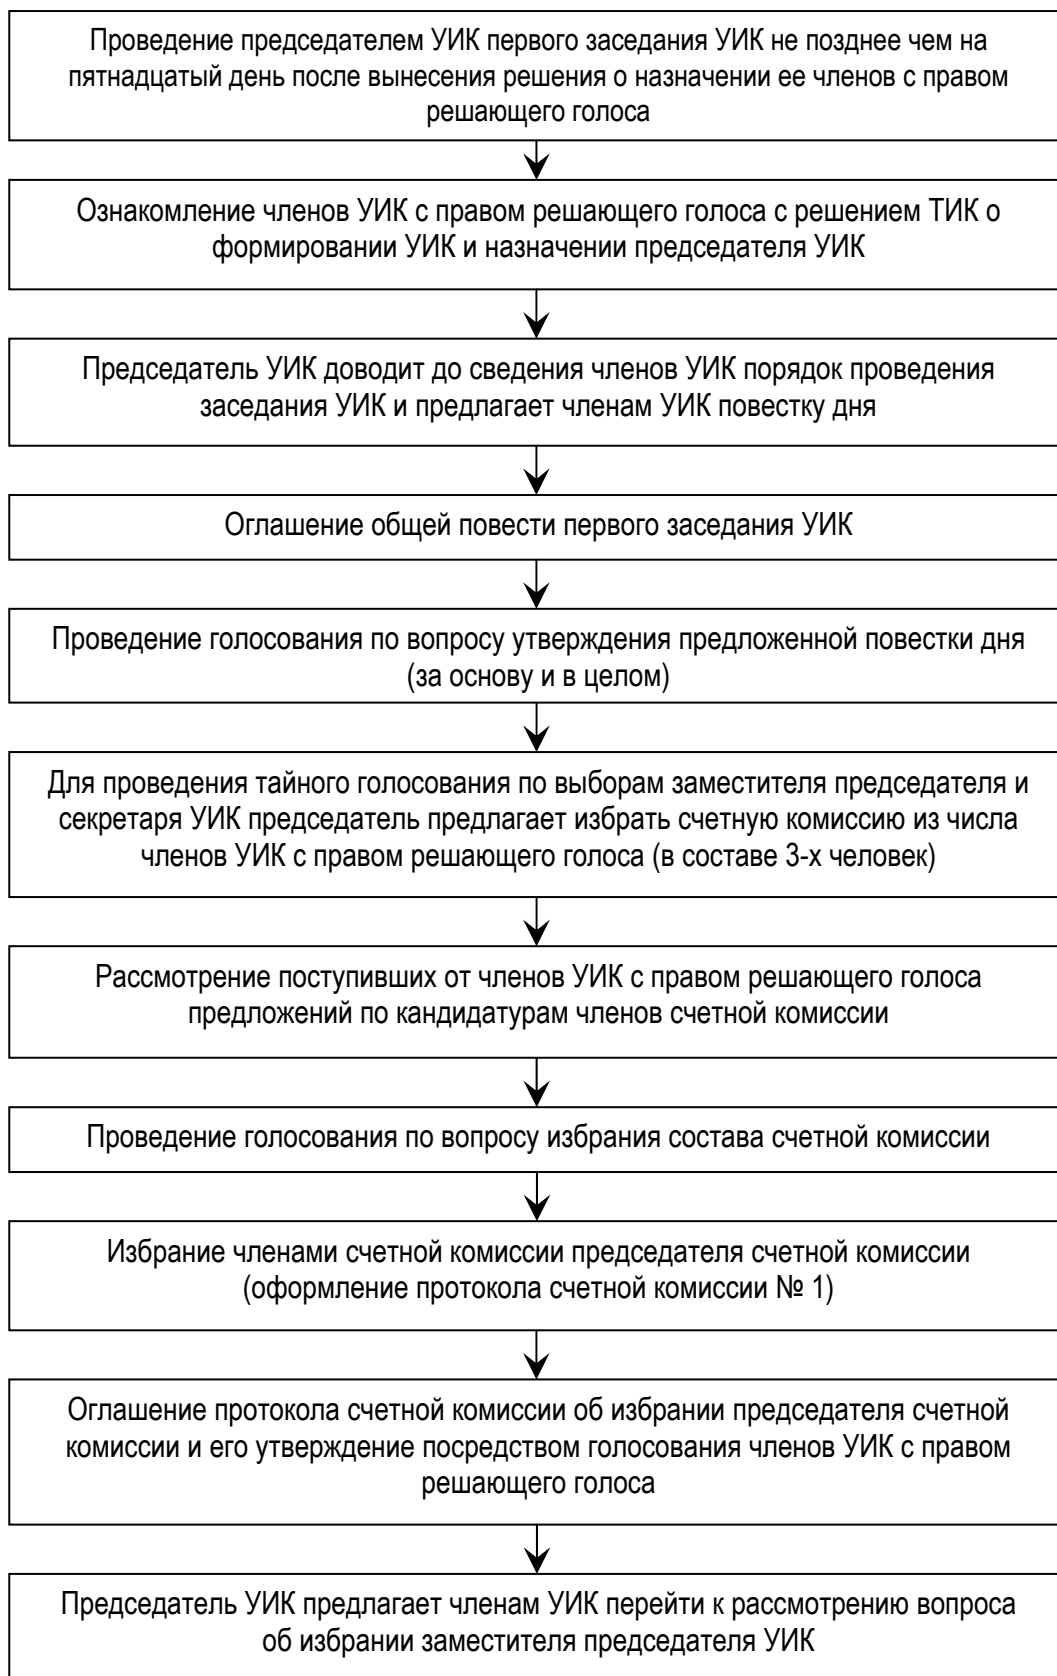 Проведение председателем УИК первого заседания УИК не позднее чем на
пятнадцатый день после вынесения решения о назначении ее членов с правом
решающего голоса
Ознакомление членов УИК с правом решающего голоса с решением ТИК о
формировании УИК и назначении председателя УИК
Председатель УИК доводит до сведения членов УИК порядок проведения
заседания УИК и предлагает членам УИК повестку дня
Оглашение общей повести первого заседания УИК
Проведение голосования по вопросу утверждения предложенной повестки дня
(за основу и в целом)
Для проведения тайного голосования по выборам заместителя председателя и
секретаря УИК председатель предлагает избрать счетную комиссию из числа
членов УИК с правом решающего голоса (в составе 3-х человек)
Рассмотрение поступивших от членов УИК с правом решающего голоса
предложений по кандидатурам членов счетной комиссии
Проведение голосования по вопросу избрания состава счетной комиссии
Избрание членами счетной комиссии председателя счетной комиссии
(оформление протокола счетной комиссии № 1)
Оглашение протокола счетной комиссии об избрании председателя счетной
комиссии и его утверждение посредством голосования членов УИК с правом
решающего голоса
Председатель УИК предлагает членам УИК перейти к рассмотрению вопроса
об избрании заместителя председателя УИК